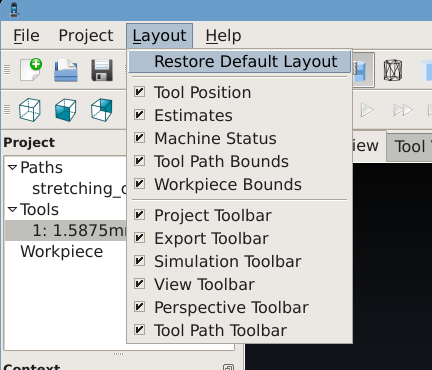 File Project Layout Help
Restore Default Layout
Tool Position
Estimates
Machine Status
Tool Path Bounds
Workpiece Bounds
Project Toolbar
Export Toolbar
Simulation Toolbar
View Toolbar
Perspective Toolbar
Tool Path Toolbar
Project
Paths
stretching_
Tools
1: 1.5875m
Workpiece
Tool
Context